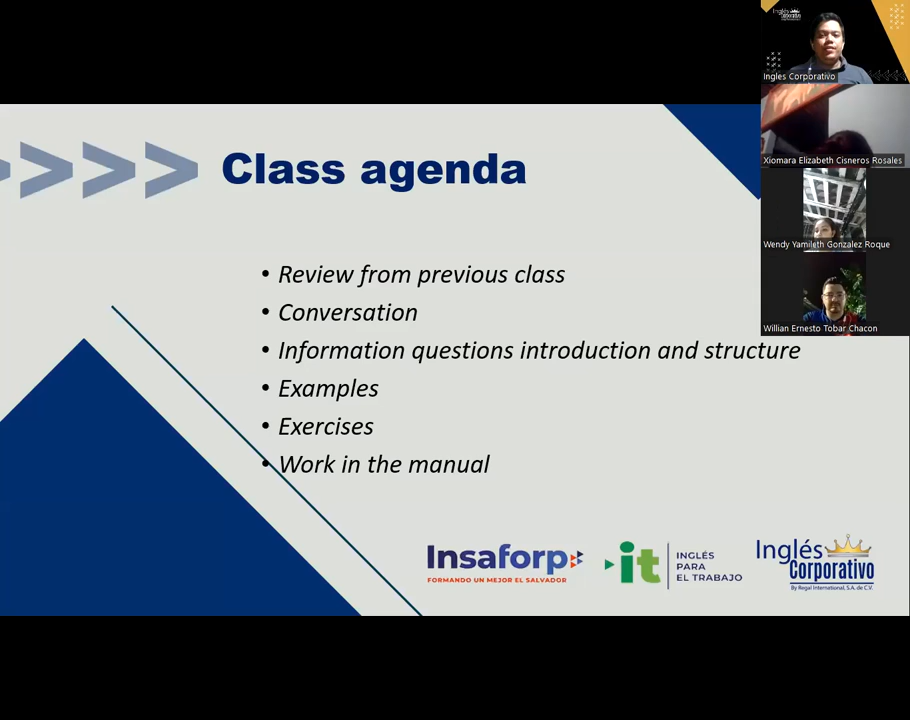 Class agenda
• Review from previous class
• Conversation
• Information questions introduction and structure
• Examples
• Exercises
• Work in the manual
Insaforp
FORMANDO UN MEJOR EL SALVADOR
it
INGLÉS
PARA
EL TRABAJO
Inglés
Corporativo
By Regal International, S.A. de C.V.
Inglés
Corporativo
Ingles Corporativo
Xiomara Elizabeth Cisneros Rosales
Wendy Yamileth Gonzalez Roque
Willian Ernesto Tobar Chacon